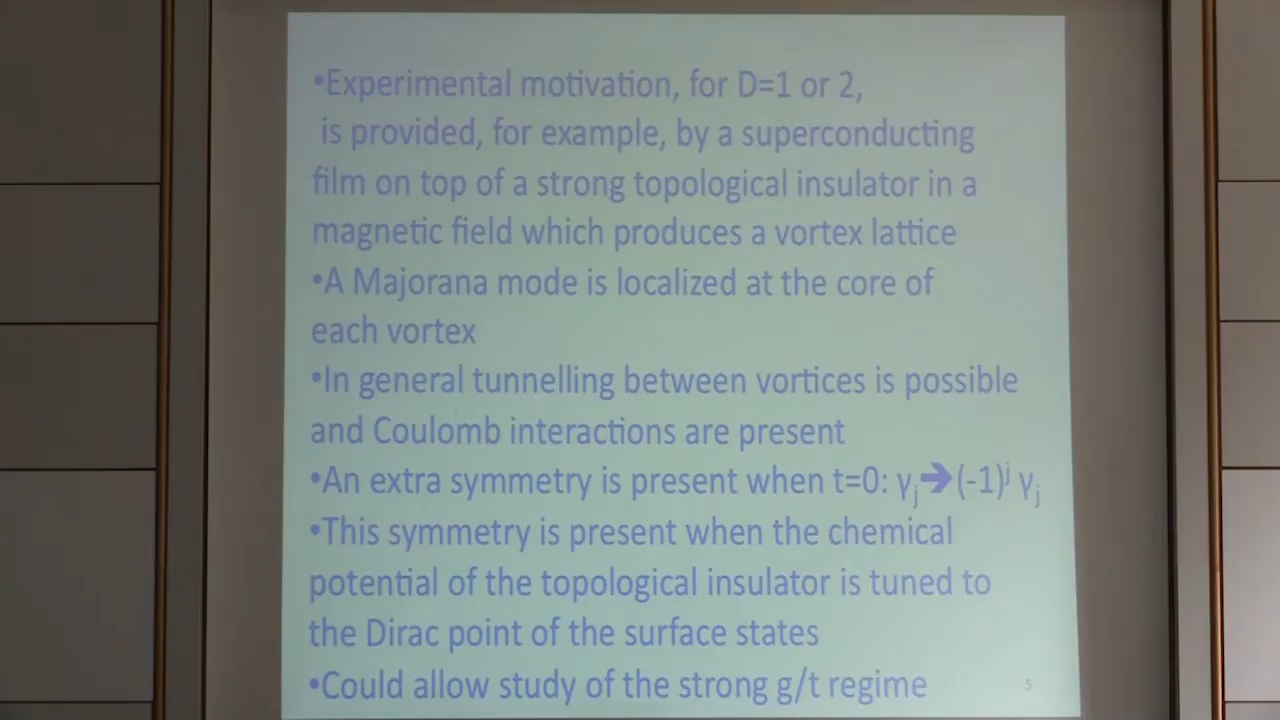 •Experimental motivation, for D=1 or 2,
is provided, for example, by a superconducting
film on top of a strong topological insulator in a
magnetic field which produces a vortex lattice
•A Majorana mode is localized at the core of
each vortex
•In general tunnelling between vortices is possible
and Coulomb interactions are present
•An extra symmetry is present when t=0: γⱼ➔(-1)ʲ γⱼ
•This symmetry is present when the chemical
potential of the topological insulator is tuned to
the Dirac point of the surface states
•Could allow study of the strong g/t regime
5